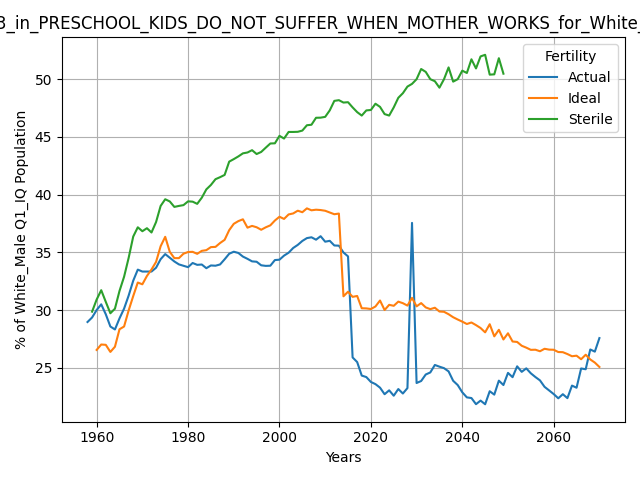 3_in_PRESCHOOL_KIDS_DO_NOT_SUFFER_WHEN_MOTHER_WORKS_for_White_
Fertility
Actual
Ideal
Sterile
% of White_Male Q1_IQ Population
50
45
40
35
30
25
1960
1980
2000
2020
2040
2060
Years